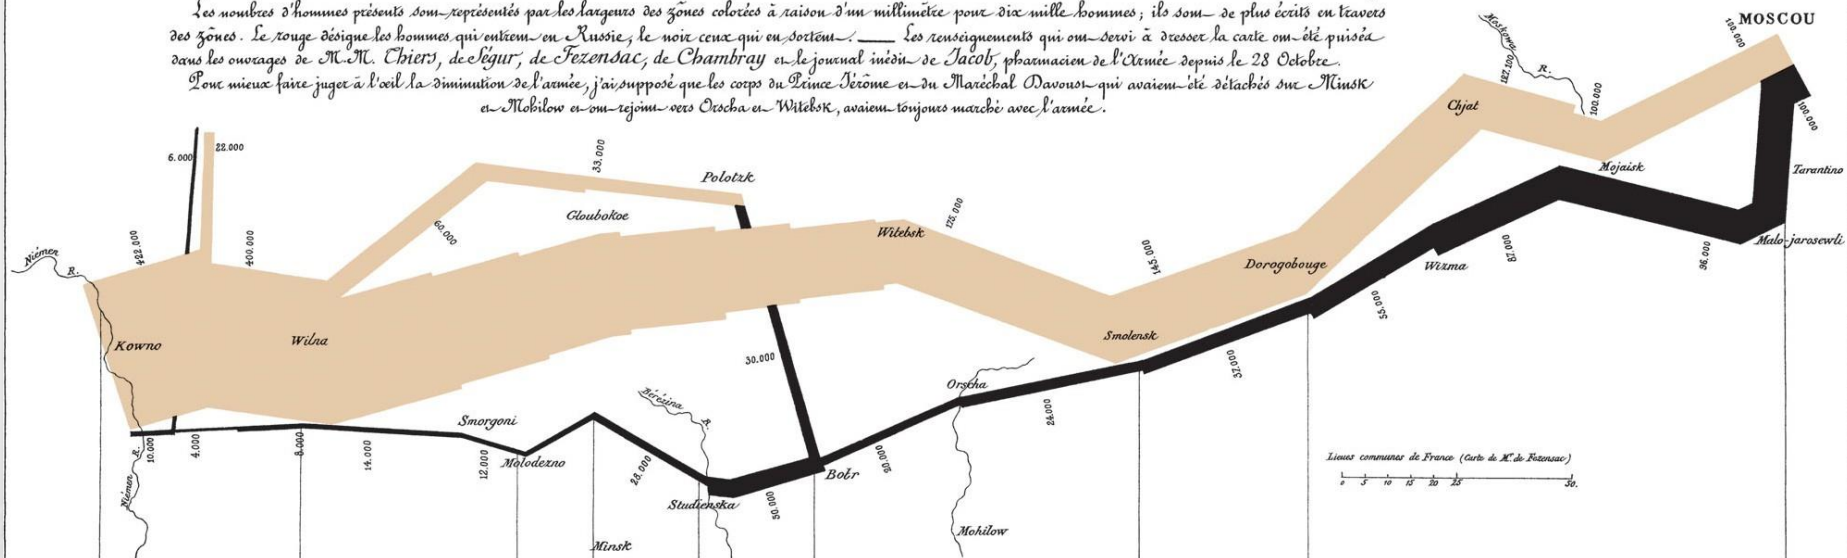 Les nombres d'hommes présents sont représentés par les largeurs des zônes colorées à raison d'un millimètre pour dix mille hommes; ils sont de plus écrits en travers
des zônes. Le rouge désigne les hommes qui entrent en Russie, le noir ceux qui en sortent. — Les renseignements qui ont servi à dresser la carte ont été puisés
dans les ouvrages de M.M. Thiers, de Ségur, de Fezensac, de Chambray et le journal inédit de Jacob, pharmacien de l'Armée depuis le 28 Octobre.
Pour mieux faire juger à l'œil la diminution de l'armée, j'ai supposé que les corps du Prince Jérôme et du Maréchal Davoust qui avaient été détachés sur Minsk
et Mohilow et ont rejoint vers Orscha et Witebsk, avaient toujours marché avec l'armée.
MOSCOU
100.000
Moskowa R.
127.100
100.000
Chjat
100.000
Mojaisk
Tarantino
Malo-jarosewli
6.000
22.000
33.000
Polotzk
Gloubokoe
60.000
422.000
400.000
Niémen R.
Witebsk
175.000
145.000
Dorogobouge
Wizma
87.000
96.000
55.000
Kowno
Wilna
Smolensk
30.000
37.000
Orscha
Bérézina R.
24.000
Smorgoni
10.000
4.000
8.000
14.000
12.000
Molodezno
28.000
Studienska
50.000
Bobr
20.000
Niémen R.
Minsk
Mohilow
Lieues communes de France (Carte de M. de Fezensac)
0 5 10 15 20 25 50.